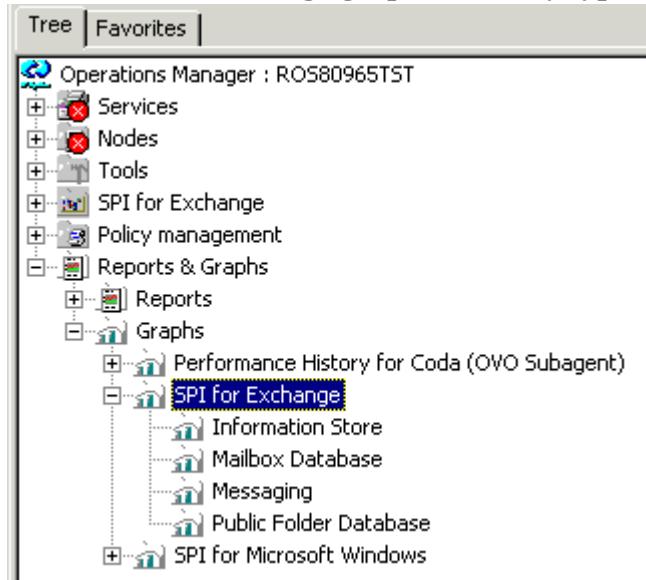 Tree Favorites
Operations Manager : ROS80965TST
Services
Nodes
Tools
SPI for Exchange
Policy management
Reports & Graphs
Reports
Graphs
Performance History for Coda (OVO Subagent)
SPI for Exchange
Information Store
Mailbox Database
Messaging
Public Folder Database
SPI for Microsoft Windows